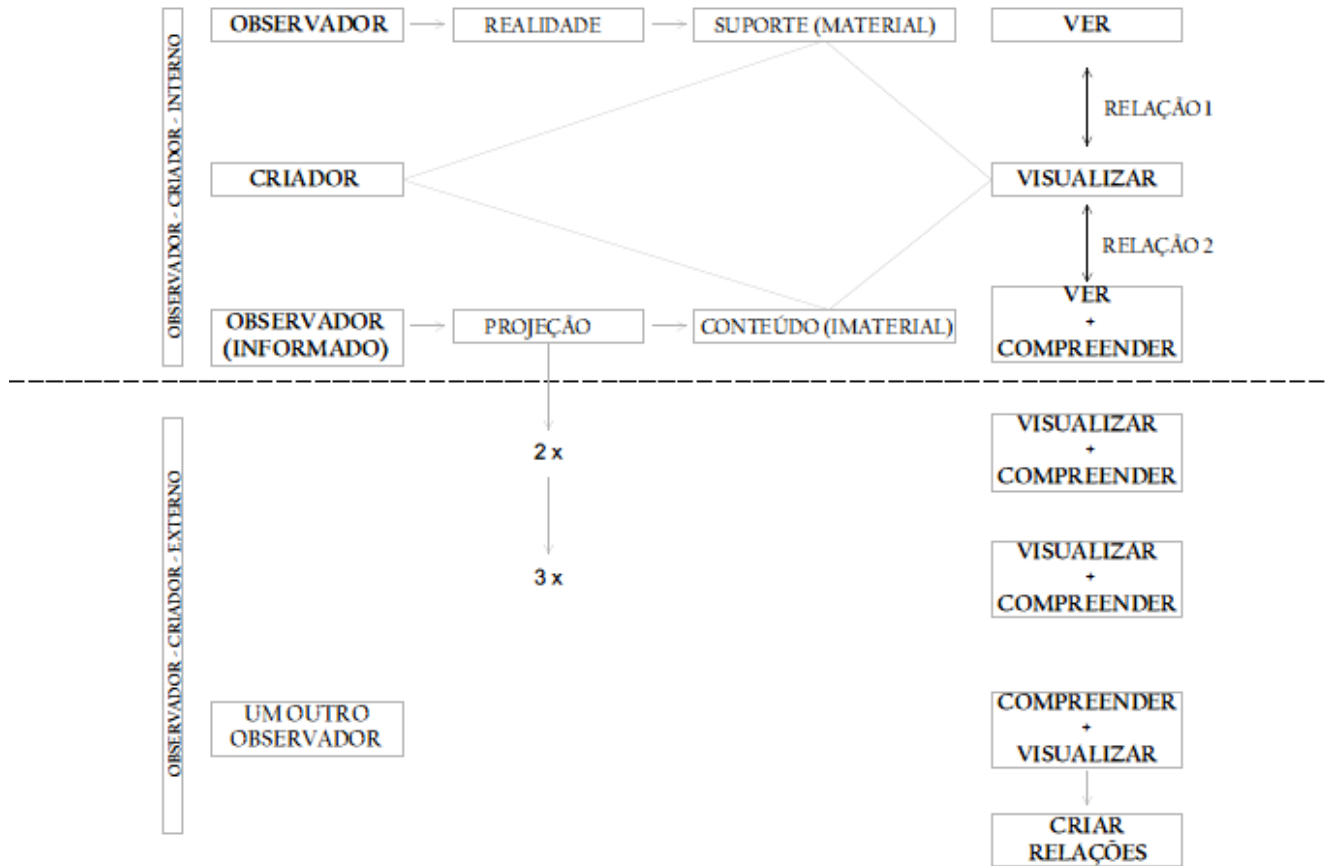 OBSERVADOR - CRIADOR - INTERNO
OBSERVADOR
REALIDADE
SUPORTE (MATERIAL)
VER
RELAÇÃO 1
CRIADOR
VISUALIZAR
RELAÇÃO 2
OBSERVADOR
(INFORMADO)
PROJEÇÃO
CONTEÚDO (IMATERIAL)
VER
+
COMPREENDER
OBSERVADOR - CRIADOR - EXTERNO
2 x
VISUALIZAR
+
COMPREENDER
3 x
VISUALIZAR
+
COMPREENDER
UM OUTRO
OBSERVADOR
COMPREENDER
+
VISUALIZAR
CRIAR
RELAÇÕES